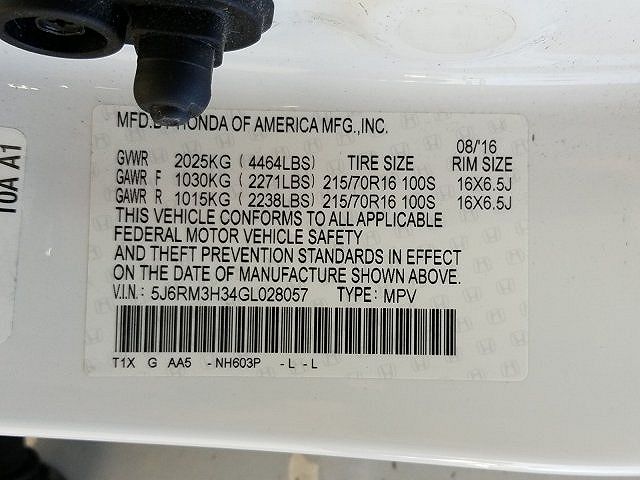 MFD. BY HONDA OF AMERICA MFG.,INC.
08/'16
GVWR 2025KG ( 4464LBS) TIRE SIZE RIM SIZE
GAWR F 1030KG ( 2271LBS) 215/70R16 100S 16X6.5J
GAWR R 1015KG ( 2238LBS) 215/70R16 100S 16X6.5J
THIS VEHICLE CONFORMS TO ALL APPLICABLE
FEDERAL MOTOR VEHICLE SAFETY
AND THEFT PREVENTION STANDARDS IN EFFECT
ON THE DATE OF MANUFACTURE SHOWN ABOVE.
V.I.N: 5J6RM3H34GL028057 TYPE: MPV
T1X G AA5 - NH603P - L - L